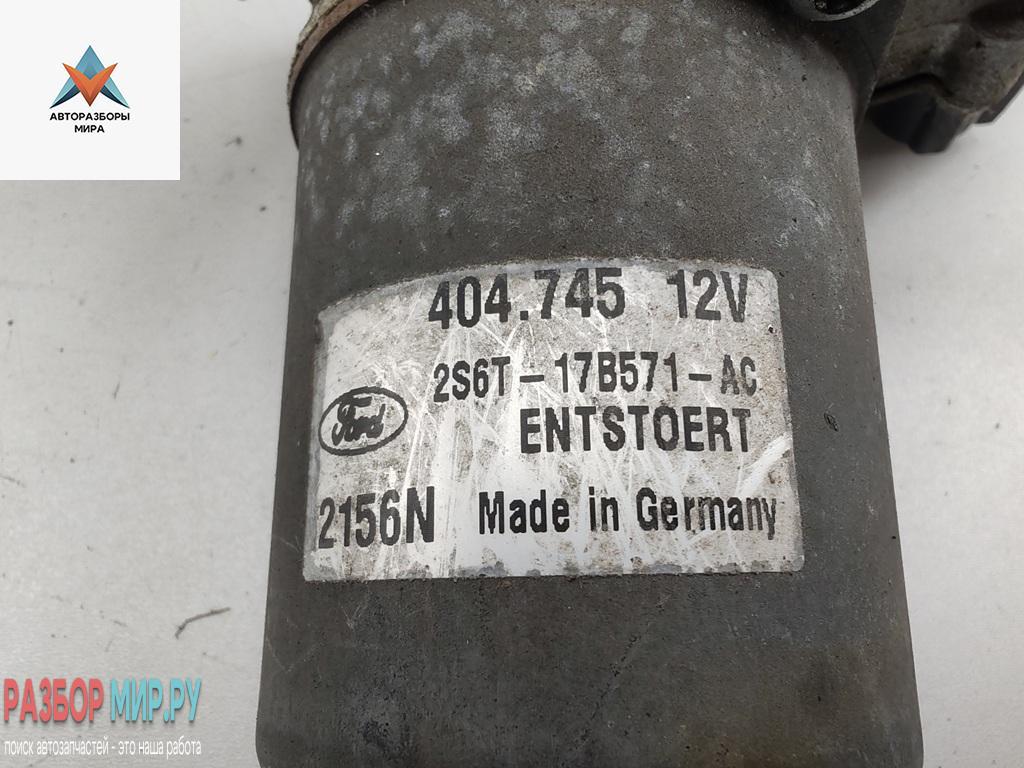 АВТОРАЗБОРЫ
МИРА
404.745 12V
2S6T-17B571-AC
Ford
ENTSTOERT
2156N Made in Germany
РАЗБОР МИР.РУ
поиск автозапчастей - это наша работа